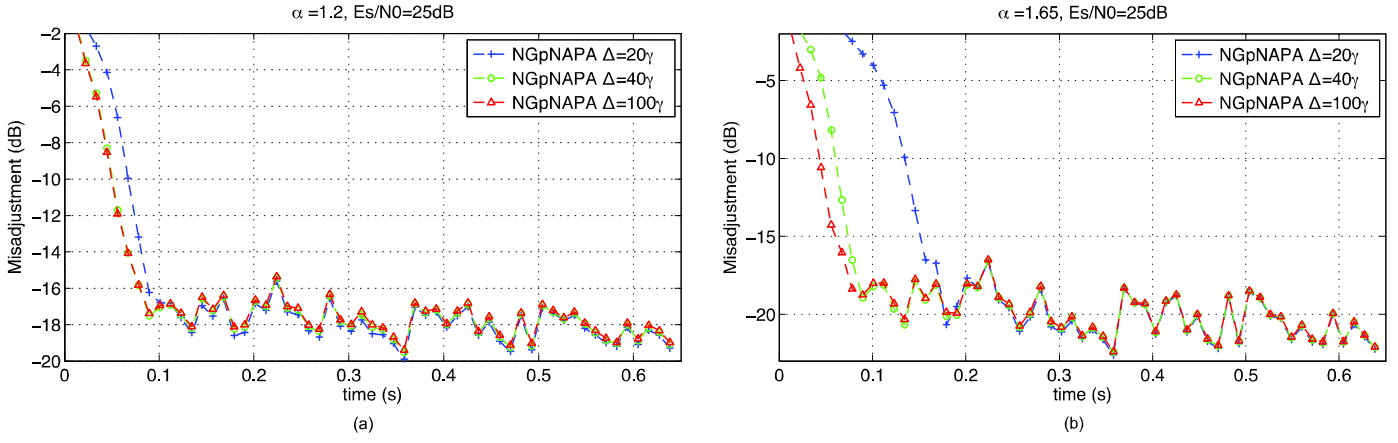 α =1.2, Es/N0=25dB
−2
−4
−6
−8
−10
−12
−14
−16
−18
−20
Misadjustment (dB)
NGpNAPA Δ=20γ
NGpNAPA Δ=40γ
NGpNAPA Δ=100γ
0 0.1 0.2 0.3 0.4 0.5 0.6
time (s)
(a)
α =1.65, Es/N0=25dB
−5
−10
−15
−20
Misadjustment (dB)
NGpNAPA Δ=20γ
NGpNAPA Δ=40γ
NGpNAPA Δ=100γ
0 0.1 0.2 0.3 0.4 0.5 0.6
time (s)
(b)